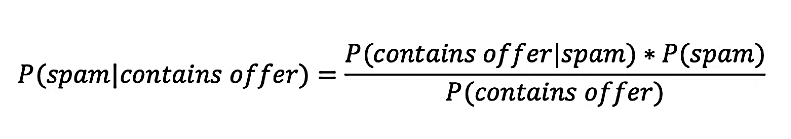 P(spam|contains offer) = P(contains offer|spam) * P(spam)
P(contains offer)